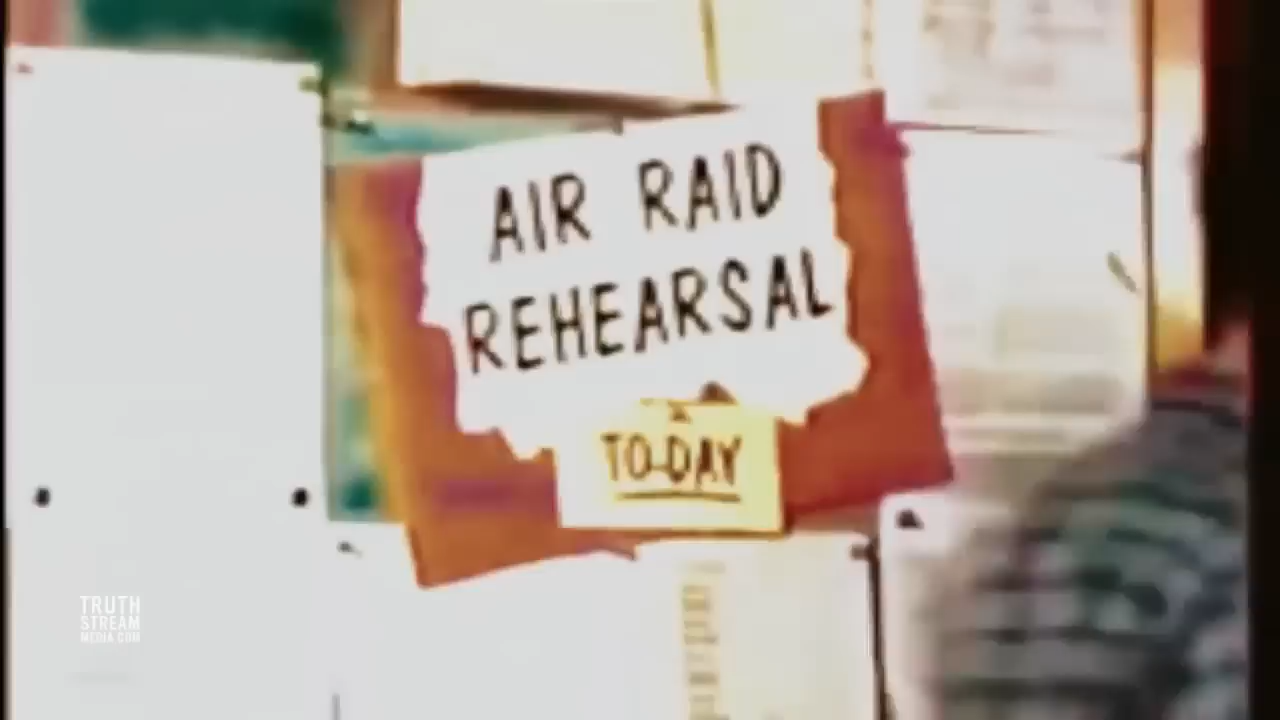 AIR RAID
REHEARSAL
TO-DAY
TRUTH
STREAM
MEDIA.COM